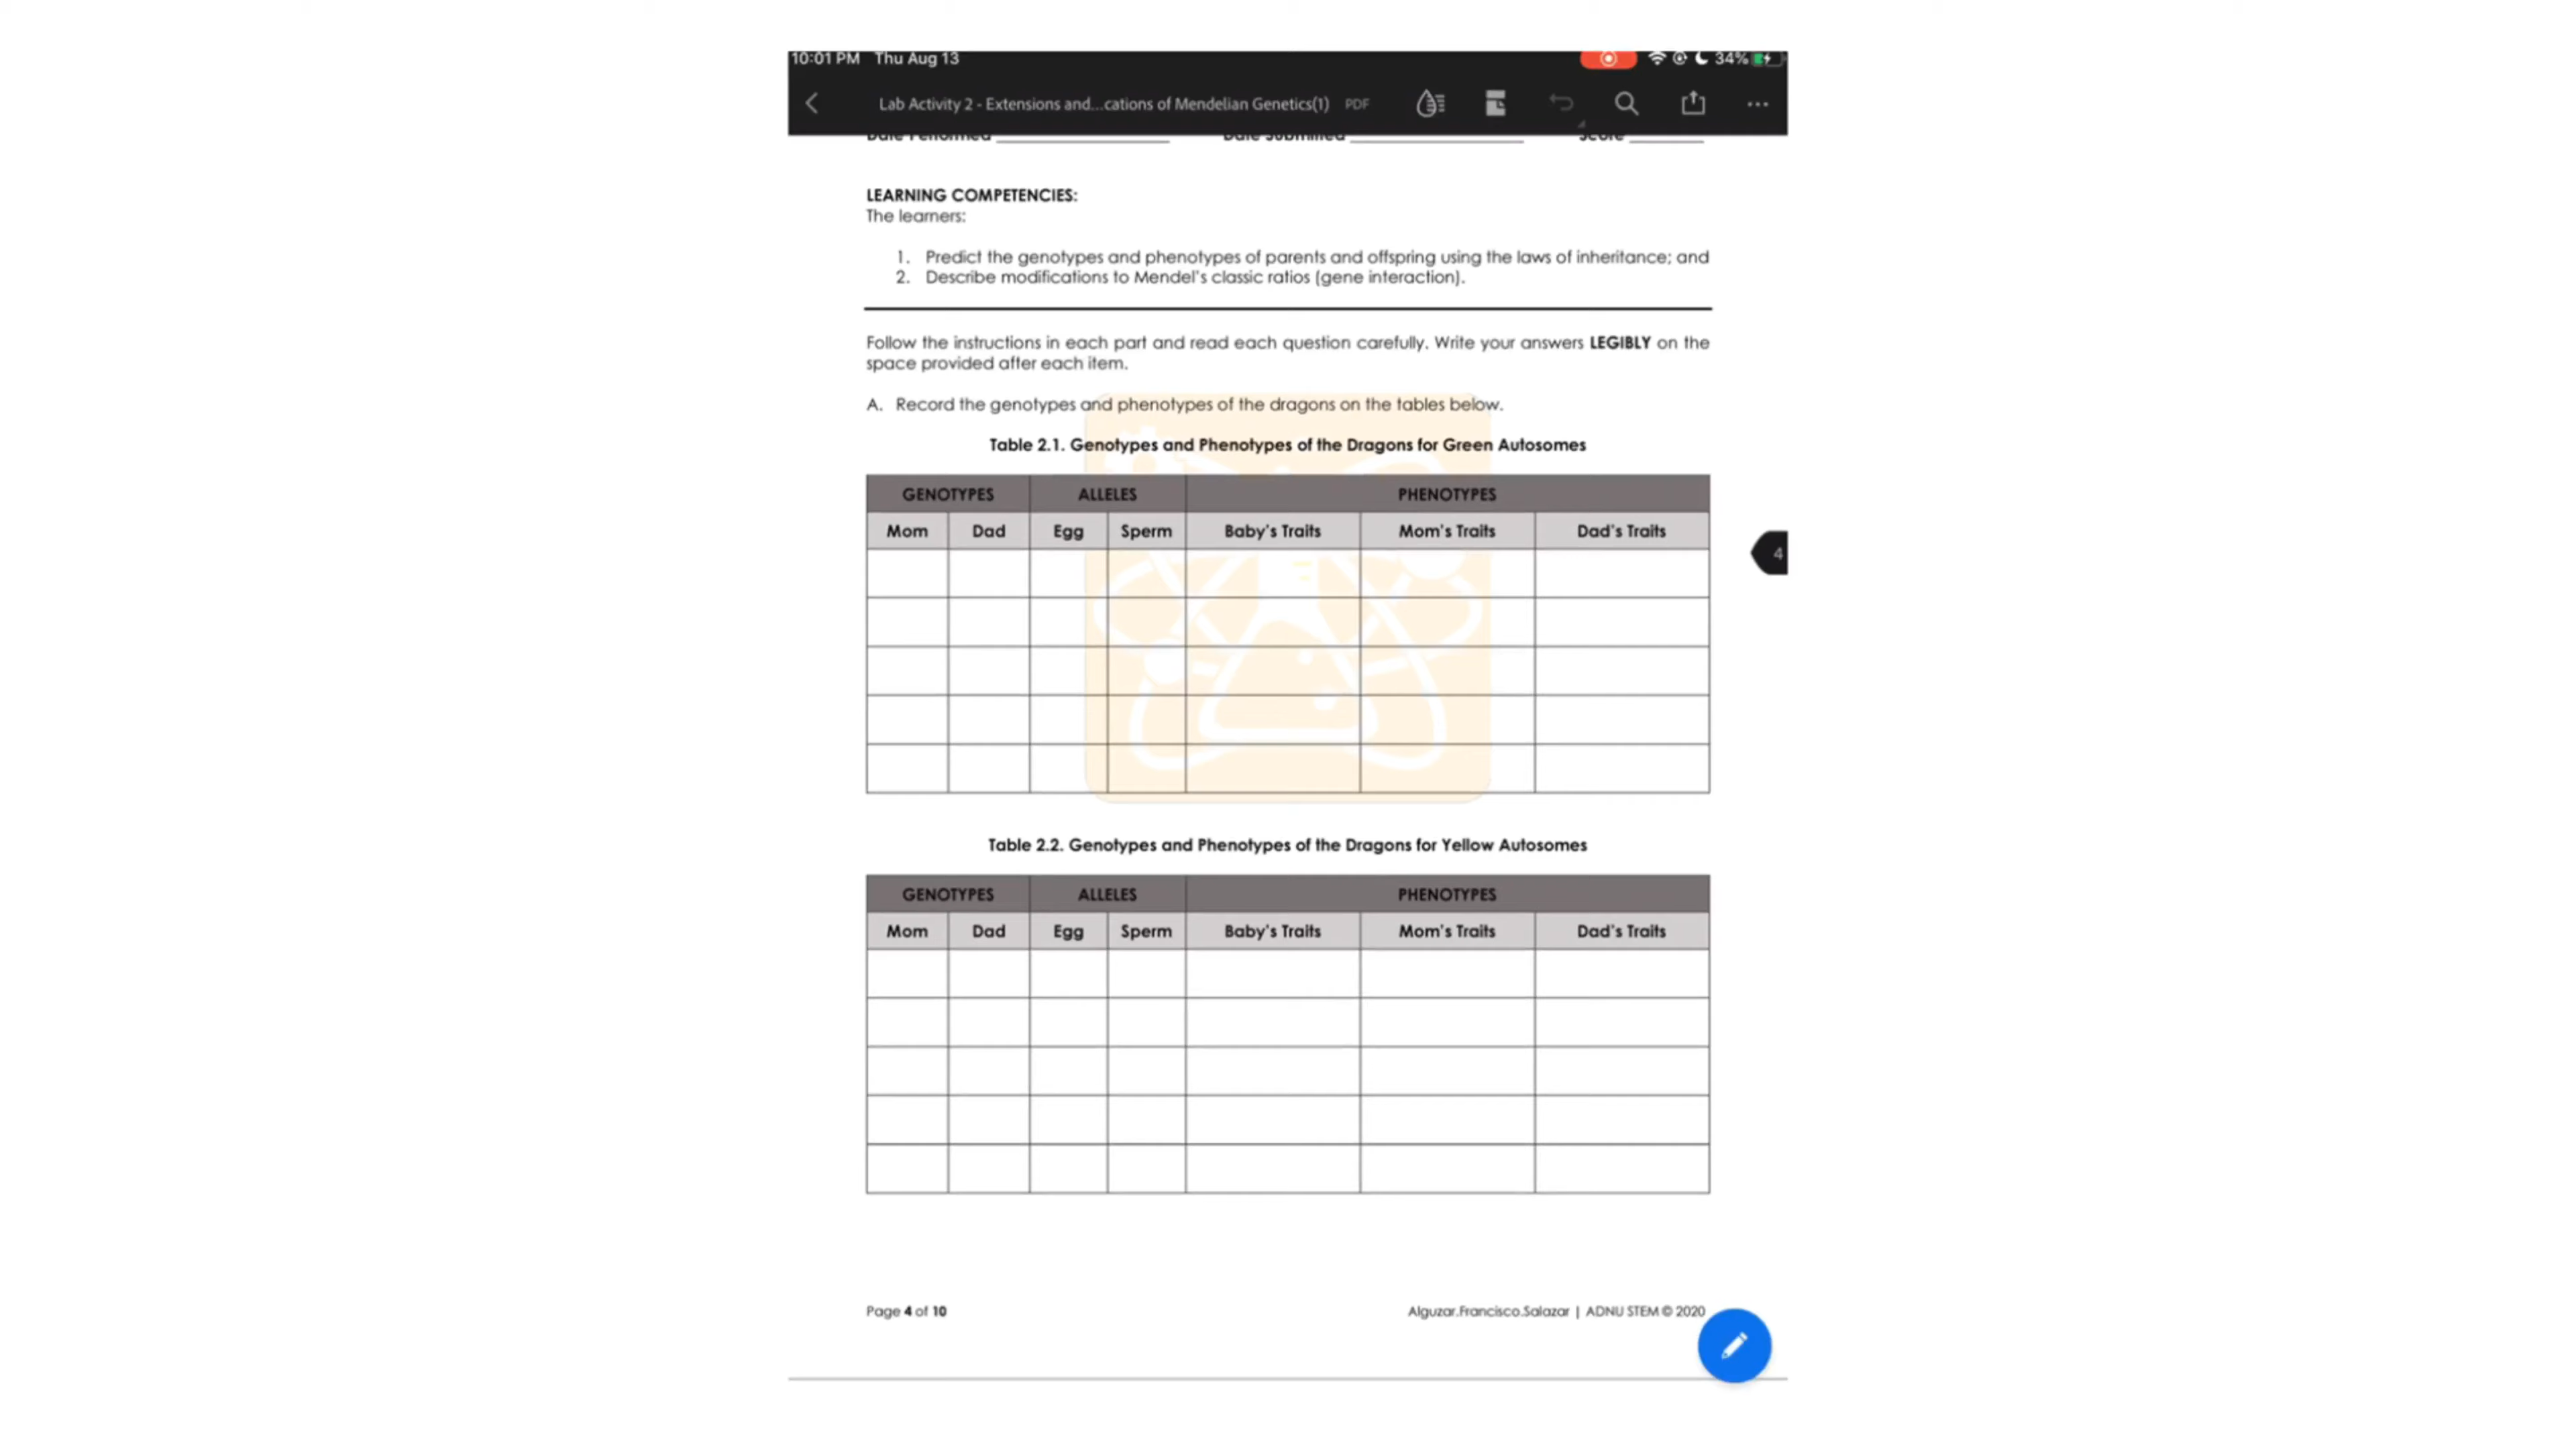 10:01 PM Thu Aug 13 34%
Lab Activity 2 - Extensions and...cations of Mendelian Genetics(1) PDF
Date Performed Date Submitted Score
LEARNING COMPETENCIES:
The learners:
1. Predict the genotypes and phenotypes of parents and offspring using the laws of inheritance; and
2. Describe modifications to Mendel's classic ratios (gene interaction).
Follow the instructions in each part and read each question carefully. Write your answers LEGIBLY on the
space provided after each item.
A. Record the genotypes and phenotypes of the dragons on the tables below.
Table 2.1. Genotypes and Phenotypes of the Dragons for Green Autosomes
GENOTYPES ALLELES PHENOTYPES
Mom Dad Egg Sperm Baby's Traits Mom's Traits Dad's Traits
4
Table 2.2. Genotypes and Phenotypes of the Dragons for Yellow Autosomes
GENOTYPES ALLELES PHENOTYPES
Mom Dad Egg Sperm Baby's Traits Mom's Traits Dad's Traits
Page 4 of 10 Alguzar.Francisco.Salazar | ADNU STEM © 2020